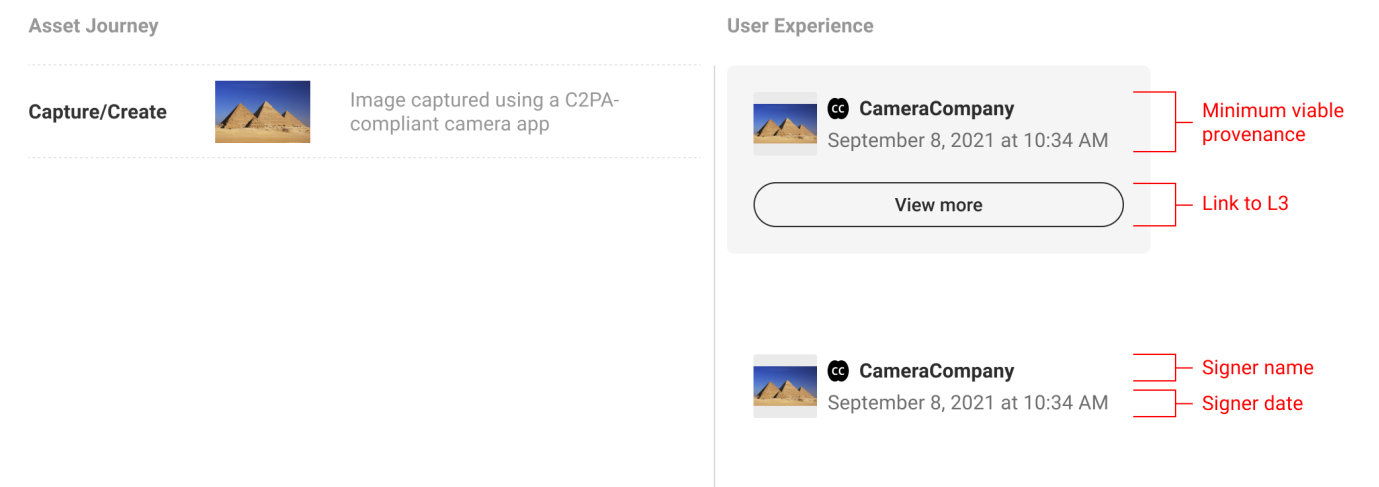 Asset Journey
User Experience
Capture/Create
Image captured using a C2PA-
compliant camera app
CC CameraCompany
September 8, 2021 at 10:34 AM
Minimum viable
provenance
View more
Link to L3
CC CameraCompany
Signer name
September 8, 2021 at 10:34 AM
Signer date